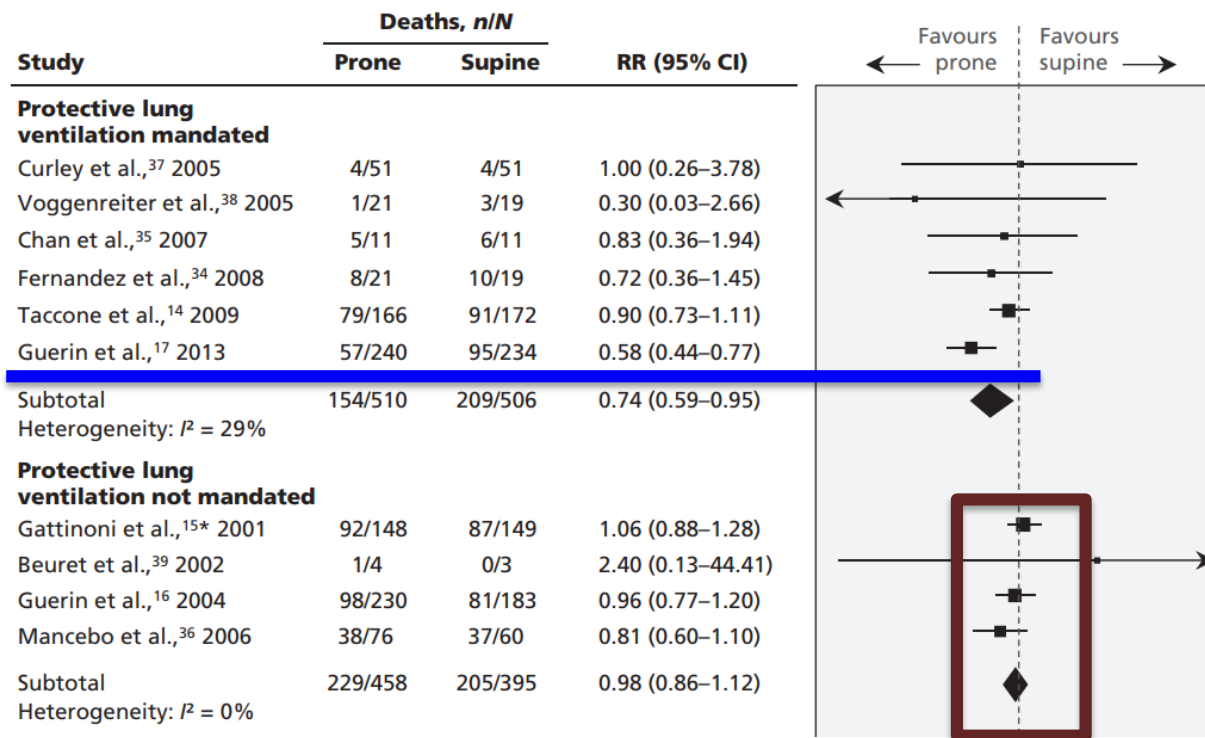 Deaths, n/N
Study Prone Supine RR (95% CI)
Favours prone
Favours supine
Protective lung
ventilation mandated
Curley et al.,³⁷ 2005 4/51 4/51 1.00 (0.26–3.78)
Voggenreiter et al.,³⁸ 2005 1/21 3/19 0.30 (0.03–2.66)
Chan et al.,³⁵ 2007 5/11 6/11 0.83 (0.36–1.94)
Fernandez et al.,³⁴ 2008 8/21 10/19 0.72 (0.36–1.45)
Taccone et al.,¹⁴ 2009 79/166 91/172 0.90 (0.73–1.11)
Guerin et al.,¹⁷ 2013 57/240 95/234 0.58 (0.44–0.77)
Subtotal 154/510 209/506 0.74 (0.59–0.95)
Heterogeneity: I² = 29%
Protective lung
ventilation not mandated
Gattinoni et al.,¹⁵* 2001 92/148 87/149 1.06 (0.88–1.28)
Beuret et al.,³⁹ 2002 1/4 0/3 2.40 (0.13–44.41)
Guerin et al.,¹⁶ 2004 98/230 81/183 0.96 (0.77–1.20)
Mancebo et al.,³⁶ 2006 38/76 37/60 0.81 (0.60–1.10)
Subtotal 229/458 205/395 0.98 (0.86–1.12)
Heterogeneity: I² = 0%